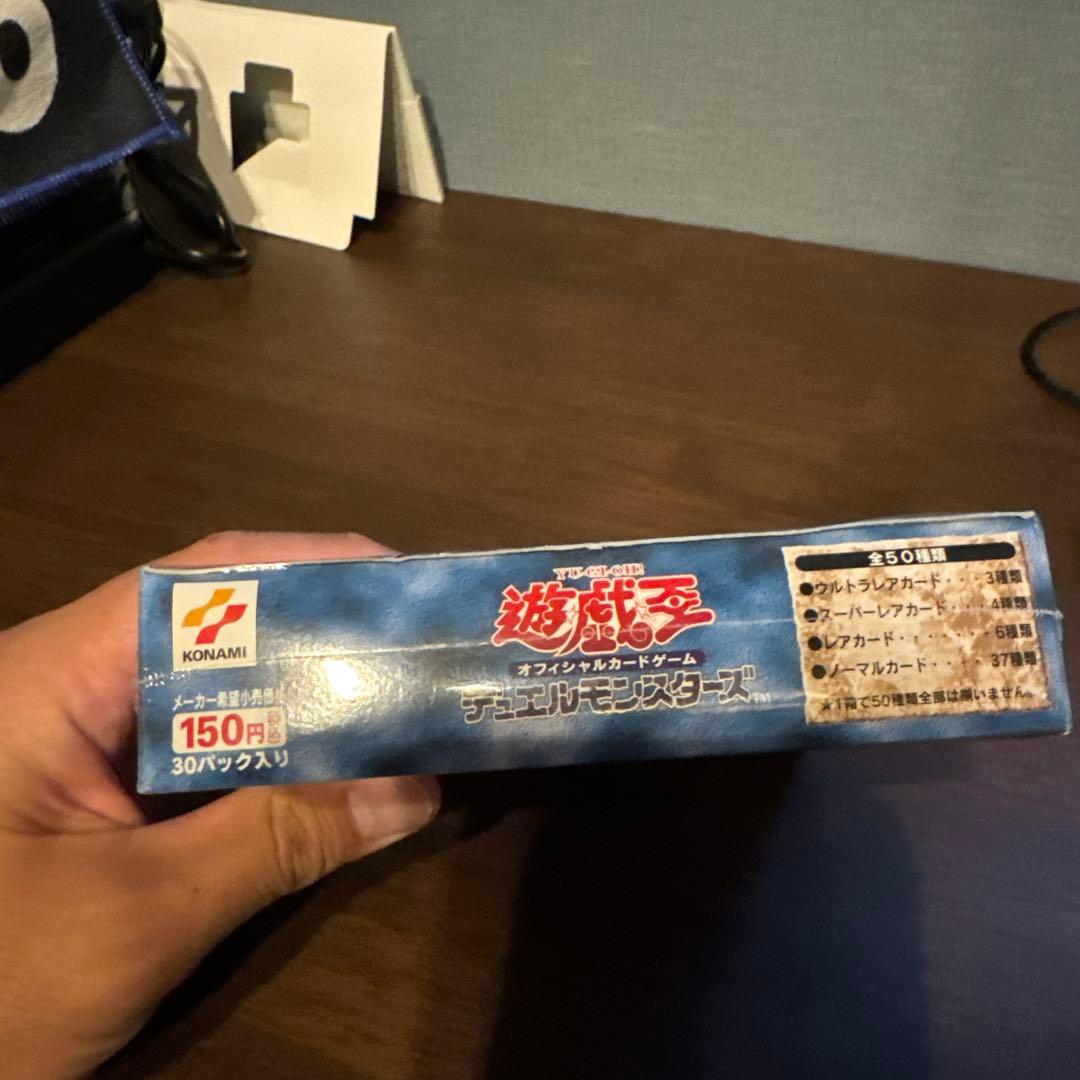 KONAMI
メーカー希望小売価
150円 税込
30パック入り
YU-GI-OH!
遊戯王
オフィシャルカードゲーム
デュエルモンスターズ™
全50種類
●ウルトラレアカード・・・3種類
●スーパーレアカード・・・4種類
●レアカード・・・・・・・6種類
●ノーマルカード・・・・37種類
★1箱で50種類全部は揃いません。